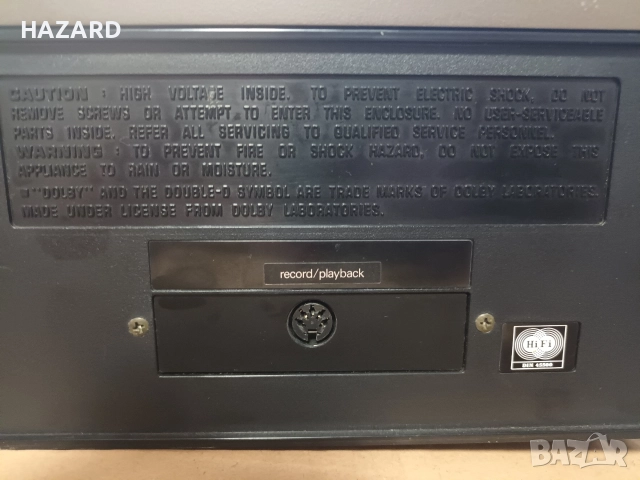 HAZARD
CAUTION : HIGH VOLTAGE INSIDE. TO PREVENT ELECTRIC SHOCK, DO NOT
REMOVE SCREWS OR ATTEMPT TO ENTER THIS ENCLOSURE. NO USER-SERVICEABLE
PARTS INSIDE. REFER ALL SERVICING TO QUALIFIED SERVICE PERSONNEL.
WARNING : TO PREVENT FIRE OR SHOCK HAZARD, DO NOT EXPOSE THIS
APPLIANCE TO RAIN OR MOISTURE.
※"DOLBY" AND THE DOUBLE-D SYMBOL ARE TRADE MARKS OF DOLBY LABORATORIES.
MADE UNDER LICENSE FROM DOLBY LABORATORIES.
record/playback
HiFi
DIN 45500
BAZAR